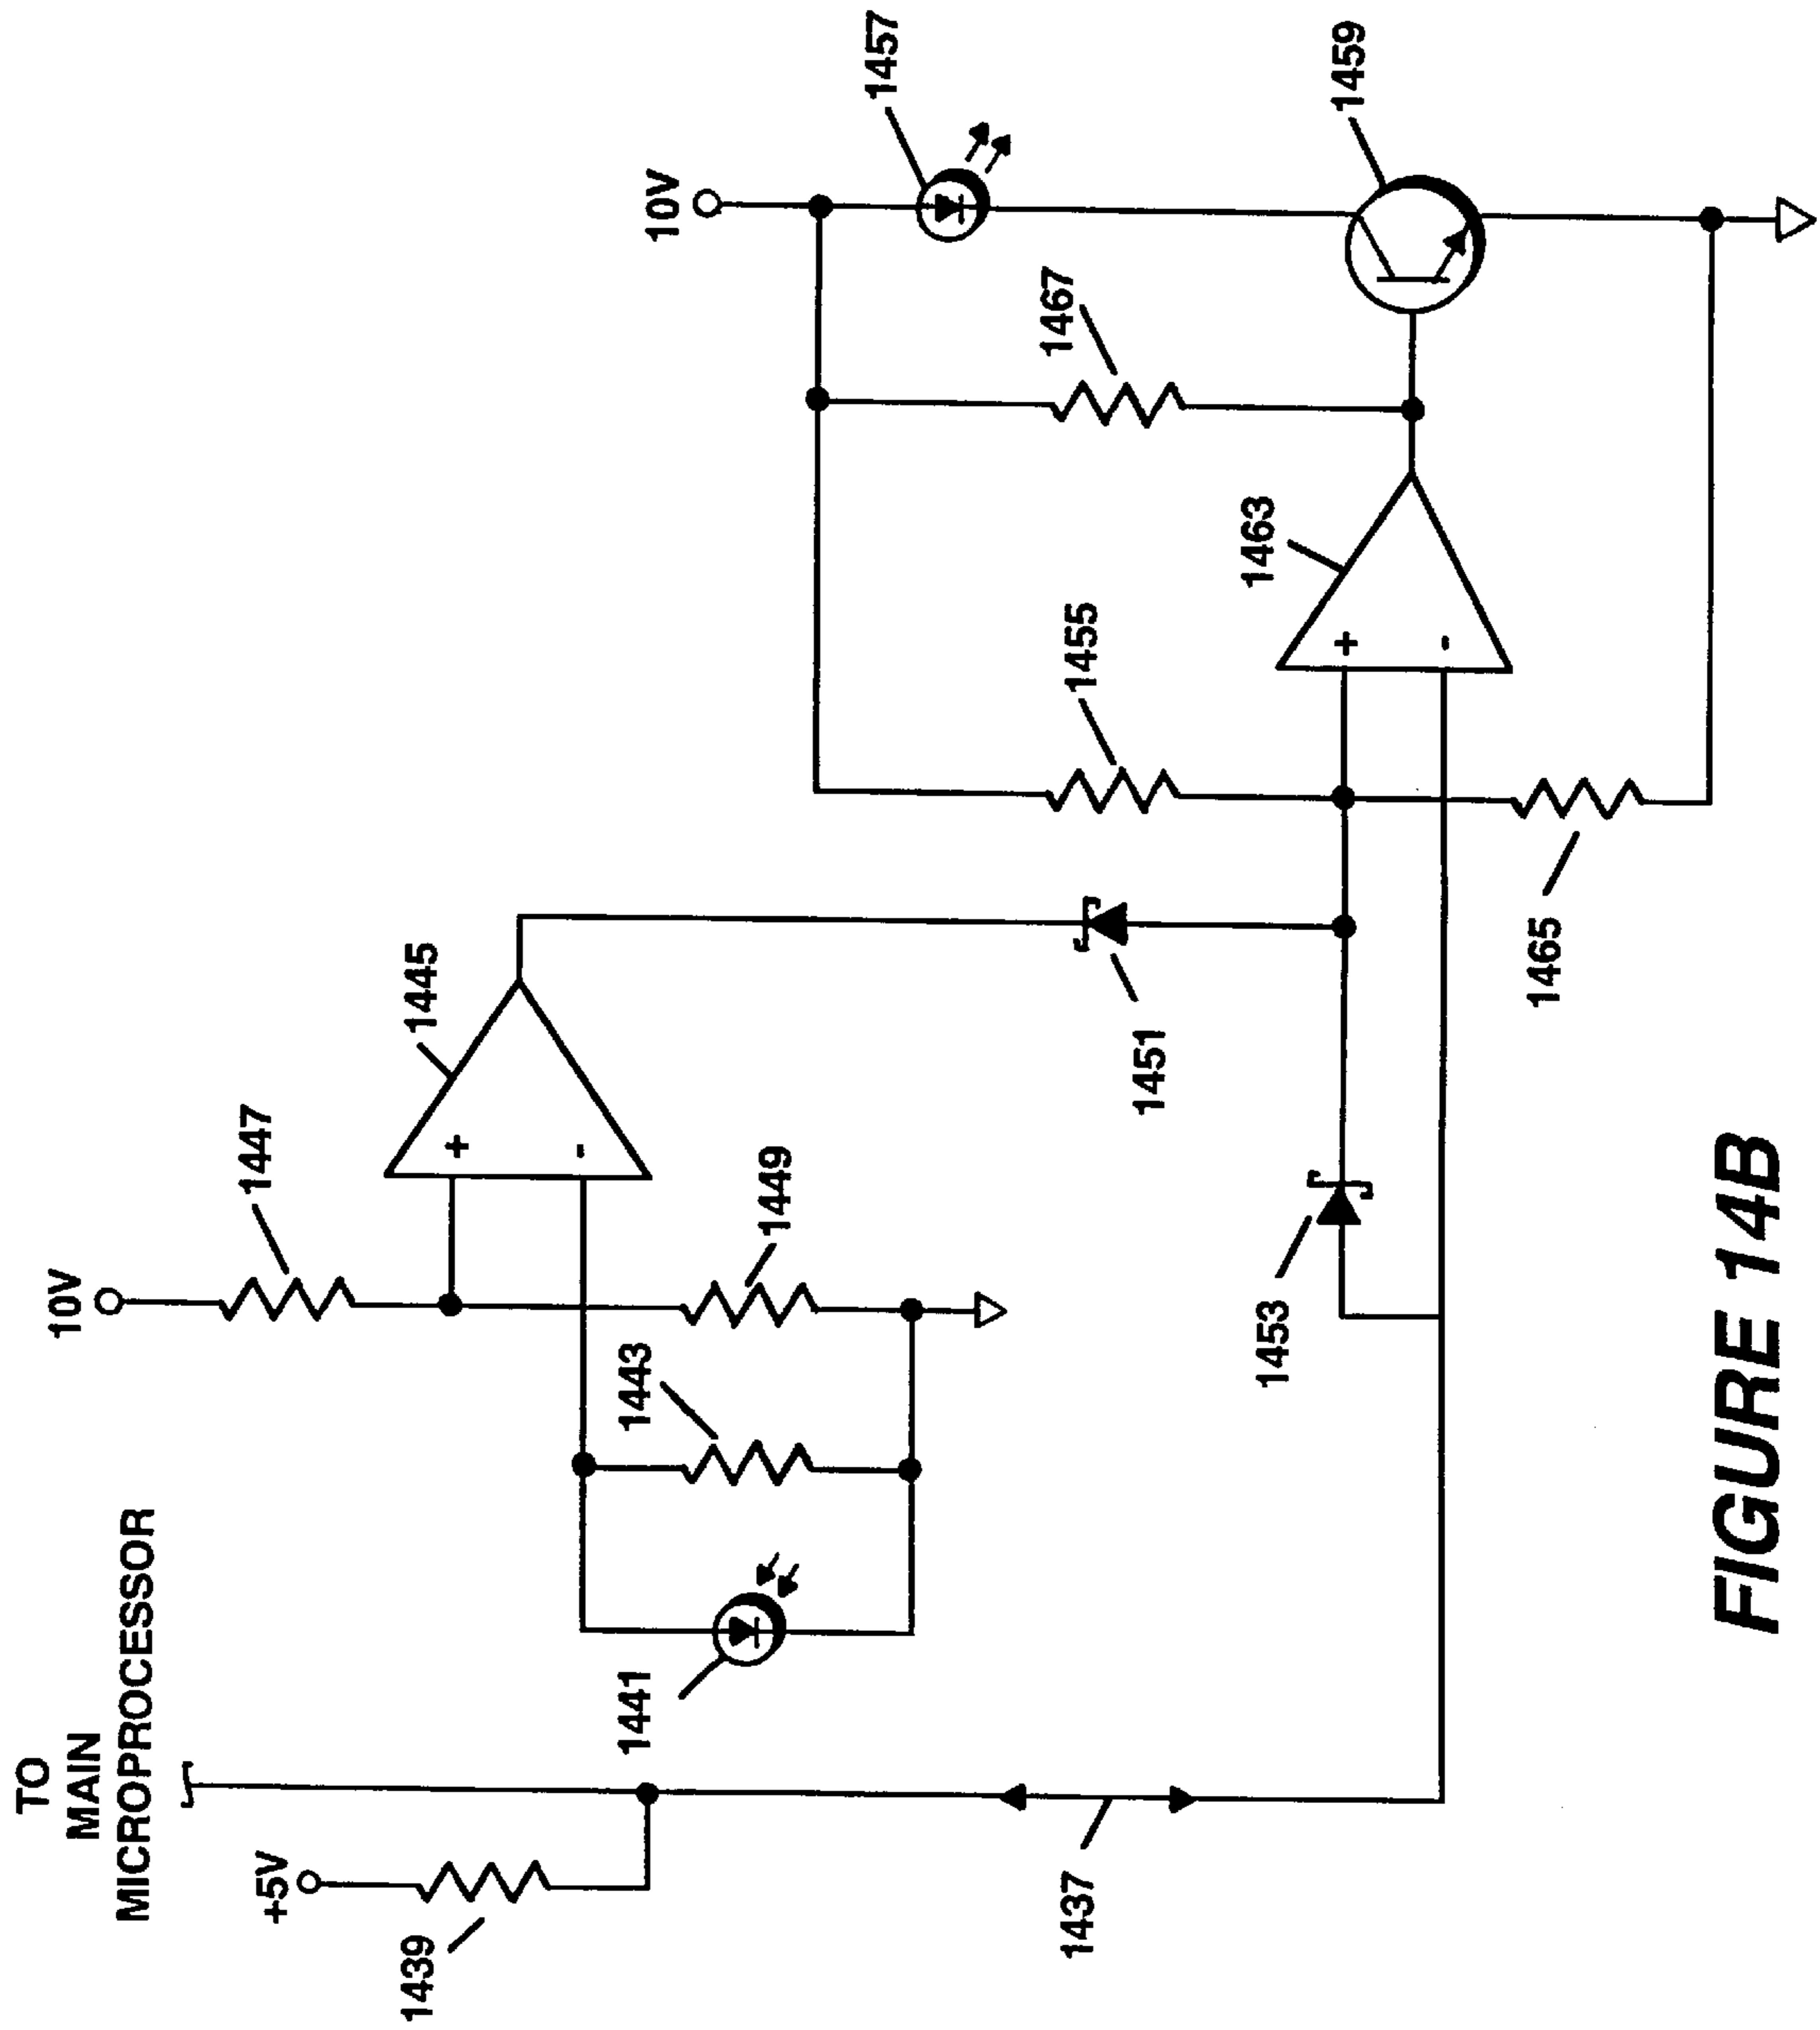 TO
MAIN
MICROPROCESSOR
+5V
1439
1437
1441
1443
10V
1447
1449
+
-
1445
1451
1453
1455
1465
+
-
1463
1467
10V
1457
1459
FIGURE 14B